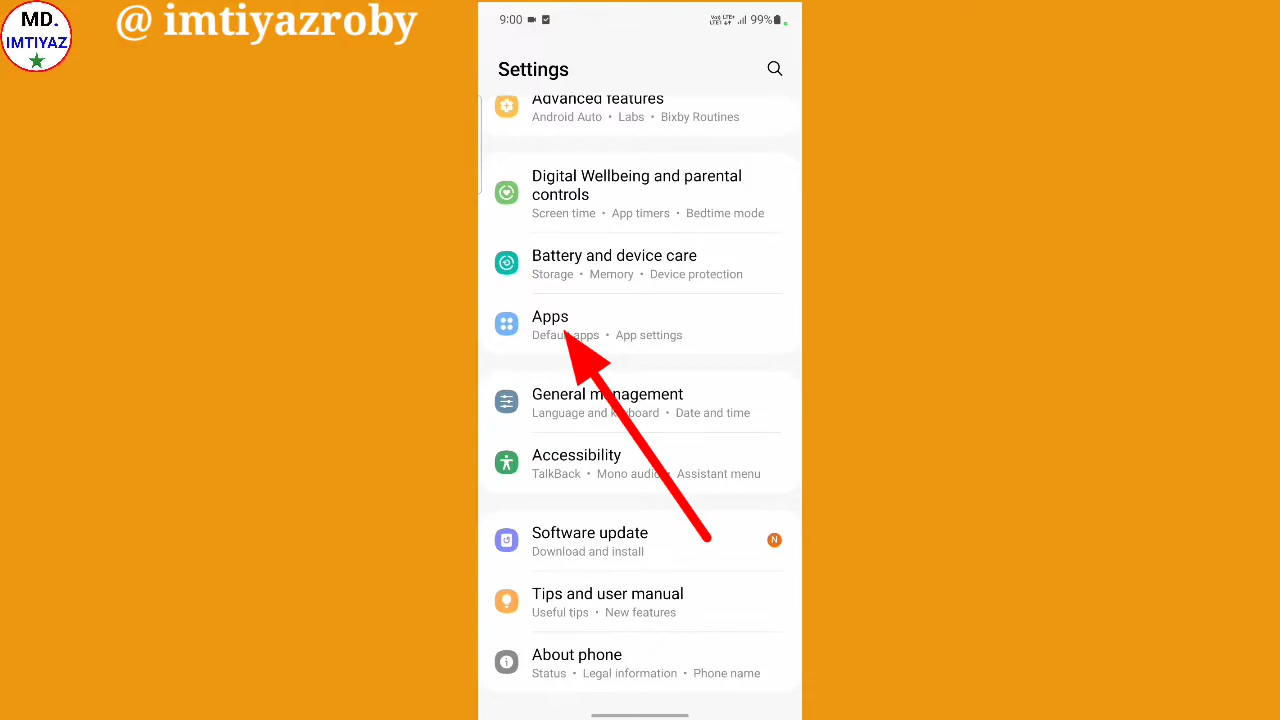 MD.
IMTIYAZ
@ imtiyazroby
9:00
VoD LTE+
LTE1
99%
Settings
Advanced features
Android Auto • Labs • Bixby Routines
Digital Wellbeing and parental
controls
Screen time • App timers • Bedtime mode
Battery and device care
Storage • Memory • Device protection
Apps
Default apps • App settings
General management
Language and keyboard • Date and time
Accessibility
TalkBack • Mono audio • Assistant menu
Software update
N
Download and install
Tips and user manual
Useful tips • New features
About phone
Status • Legal information • Phone name